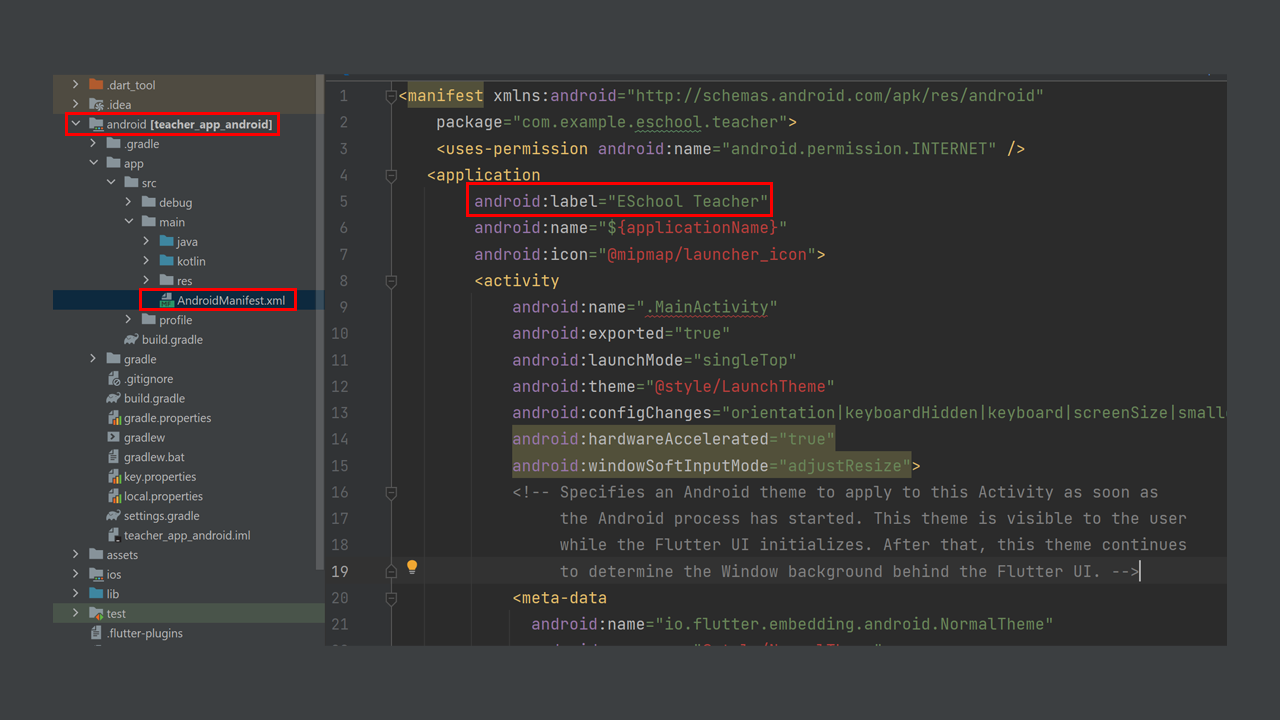 .dart_tool
.idea
android [teacher_app_android]
.gradle
app
src
debug
main
java
kotlin
res
AndroidManifest.xml
profile
build.gradle
gradle
.gitignore
build.gradle
gradle.properties
gradlew
gradlew.bat
key.properties
local.properties
settings.gradle
teacher_app_android.iml
assets
ios
lib
test
.flutter-plugins
1 <manifest xmlns:android="http://schemas.android.com/apk/res/android"
2 package="com.example.eschool.teacher">
3 <uses-permission android:name="android.permission.INTERNET" />
4 <application
5 android:label="ESchool Teacher"
6 android:name="${applicationName}"
7 android:icon="@mipmap/launcher_icon">
8 <activity
9 android:name=".MainActivity"
10 android:exported="true"
11 android:launchMode="singleTop"
12 android:theme="@style/LaunchTheme"
13 android:configChanges="orientation|keyboardHidden|keyboard|screenSize|small
14 android:hardwareAccelerated="true"
15 android:windowSoftInputMode="adjustResize">
16 <!-- Specifies an Android theme to apply to this Activity as soon as
17 the Android process has started. This theme is visible to the user
18 while the Flutter UI initializes. After that, this theme continues
19 to determine the Window background behind the Flutter UI. -->
20 <meta-data
21 android:name="io.flutter.embedding.android.NormalTheme"